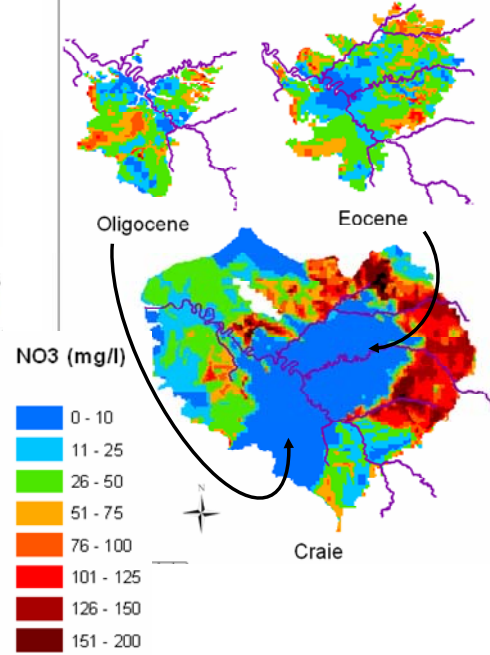 Oligocene
Eocene
NO3 (mg/l)
0 - 10
11 - 25
26 - 50
51 - 75
76 - 100
101 - 125
126 - 150
151 - 200
N
Craie